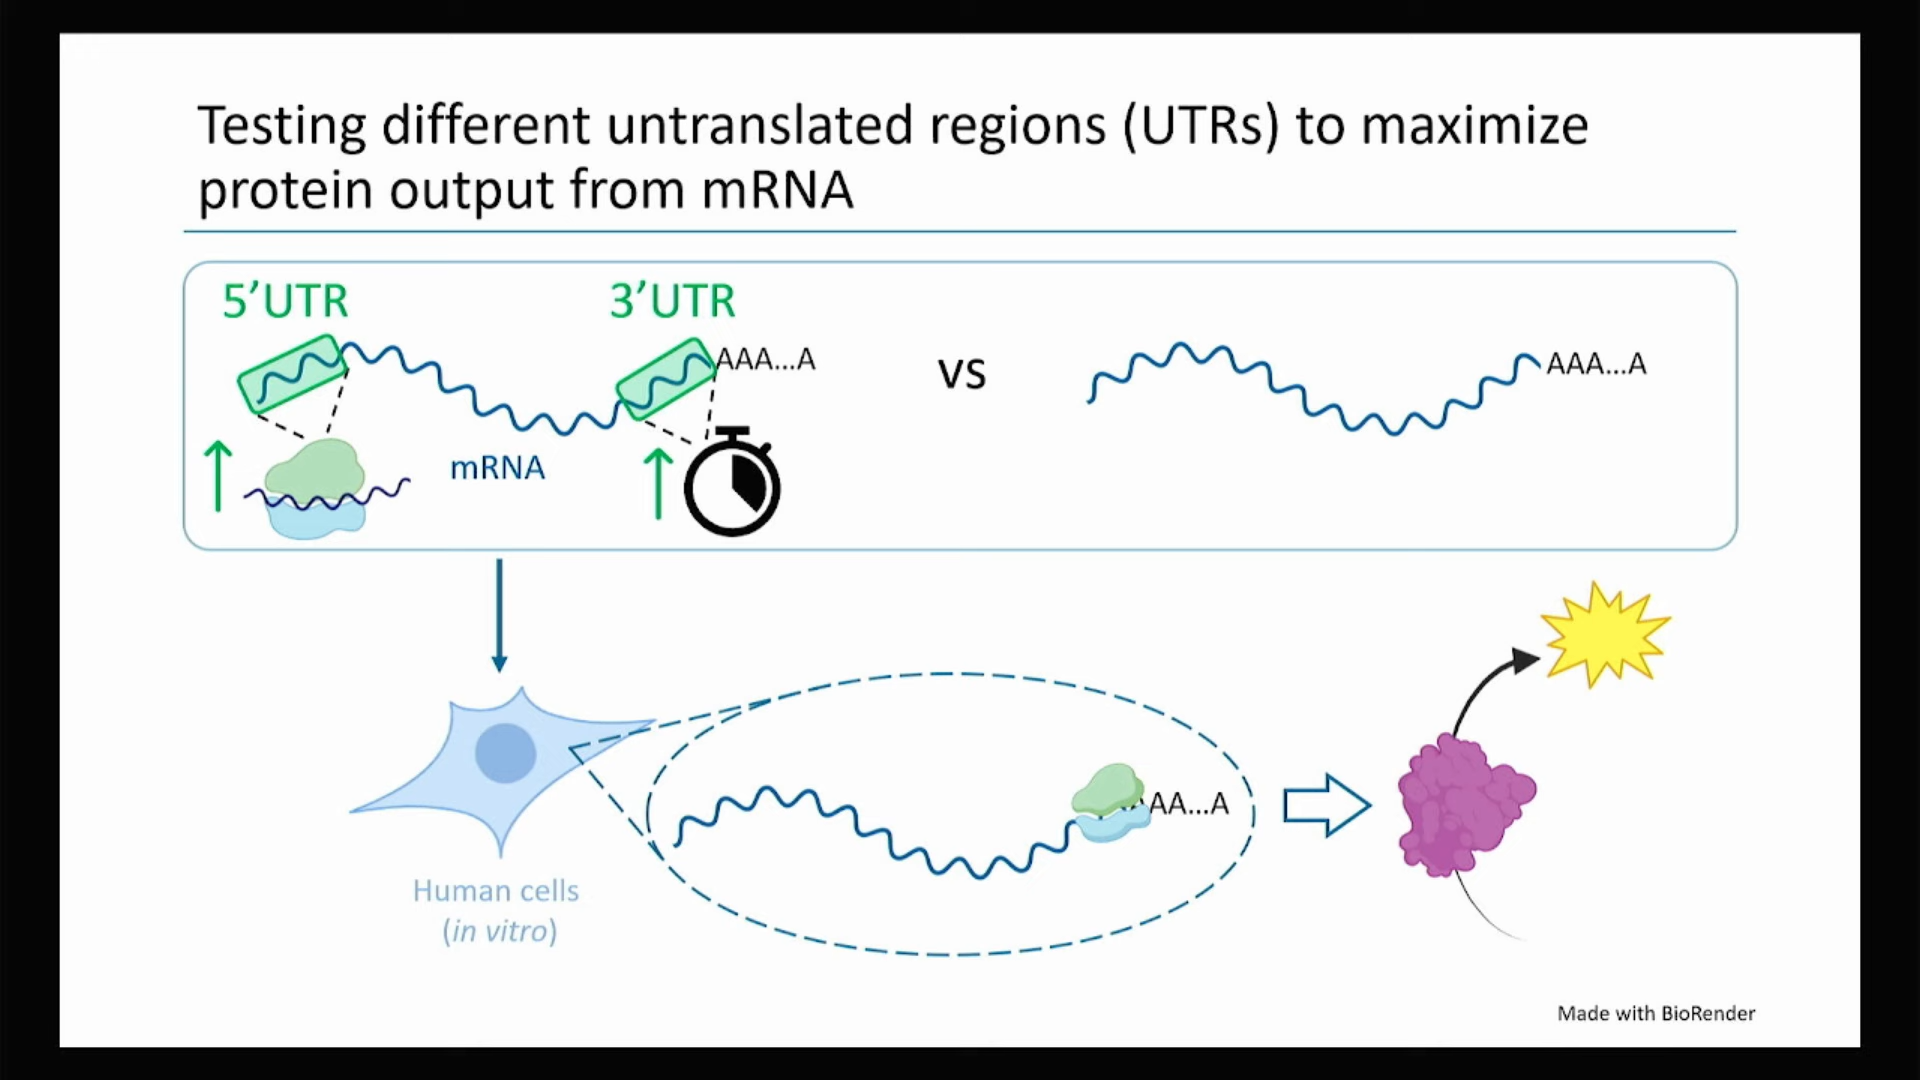 Testing different untranslated regions (UTRs) to maximize
protein output from mRNA
5’UTR
3’UTR
AAA...A
vs
AAA...A
mRNA
AA...A
Human cells
(in vitro)
Made with BioRender